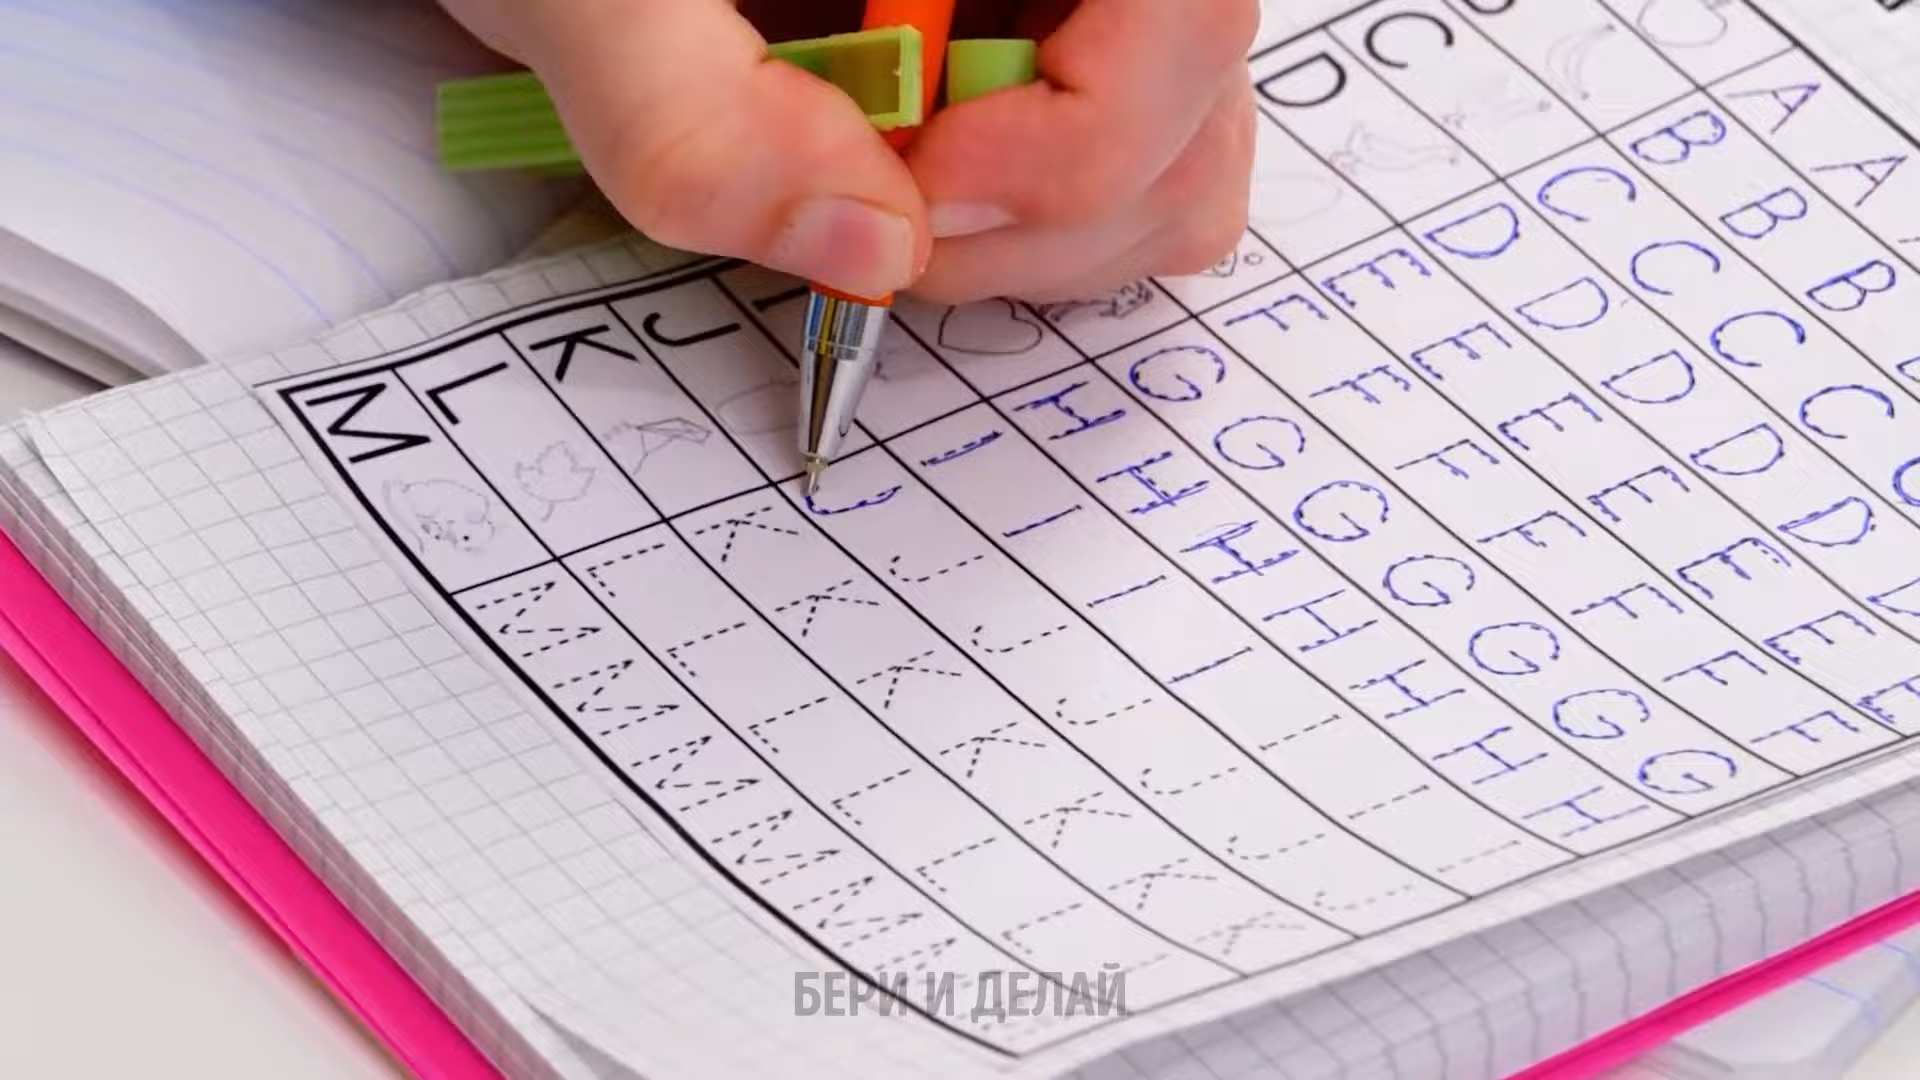 A A
B B B B
C C C C C
D D D D D D
E E E E E E
F F F F F F
G G G G G G G
H H H H H H H
I I I I I I I
J J J J J J J
K K K K K K K
L L L L L L
M M M M M M
БЕРИ И ДЕЛАЙ